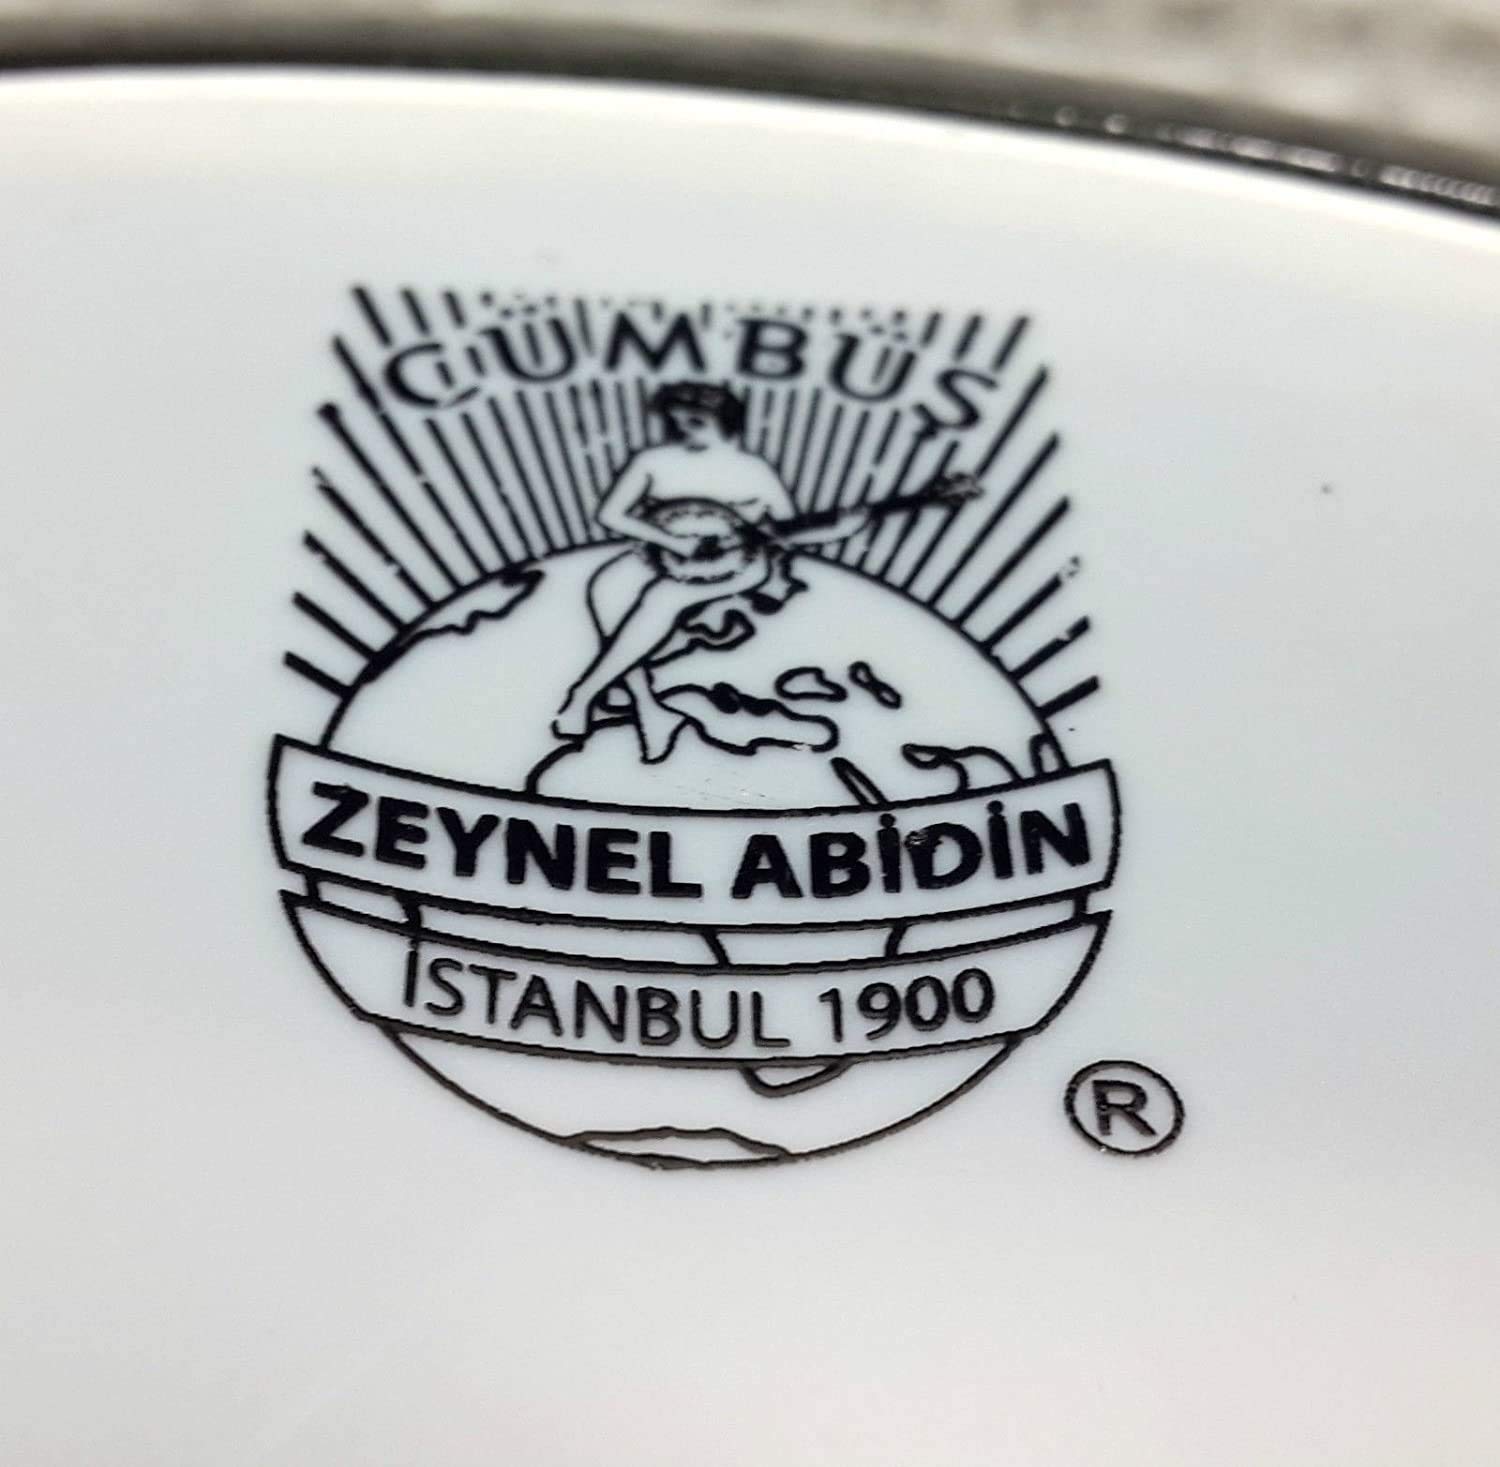 CÜMBÜŞ
ZEYNEL ABİDİN
İSTANBUL 1900
®